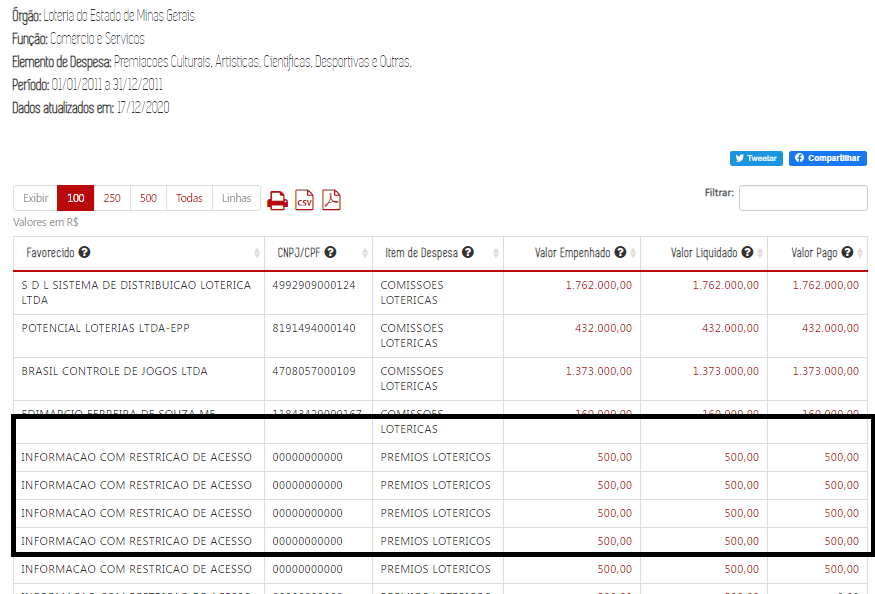 Órgão: Loteria do Estado de Minas Gerais
Função: Comercio e Servicos
Elemento de Despesa: Premiacoes Culturais, Artisticas, Cientificas, Desportivas e Outras.
Período: 01/01/2011 a 31/12/2011
Dados atualizados em: 17/12/2020
Tweetar Compartilhar
Exibir 100 250 500 Todas Linhas CSV Filtrar:
Valores em R$
Favorecido CNPJ/CPF Item de Despesa Valor Empenhado Valor Liquidado Valor Pago
S D L SISTEMA DE DISTRIBUICAO LOTERICA 4992909000124 COMISSOES 1.762.000,00 1.762.000,00 1.762.000,00
LTDA LOTERICAS
POTENCIAL LOTERIAS LTDA-EPP 8191494000140 COMISSOES 432.000,00 432.000,00 432.000,00
LOTERICAS
BRASIL CONTROLE DE JOGOS LTDA 4708057000109 COMISSOES 1.373.000,00 1.373.000,00 1.373.000,00
LOTERICAS
EDIMARCIO FERREIRA DE SOUZA-ME 11843429000167 COMISSOES 160.000,00 160.000,00 160.000,00
LOTERICAS
INFORMACAO COM RESTRICAO DE ACESSO 00000000000 PREMIOS LOTERICOS 500,00 500,00 500,00
INFORMACAO COM RESTRICAO DE ACESSO 00000000000 PREMIOS LOTERICOS 500,00 500,00 500,00
INFORMACAO COM RESTRICAO DE ACESSO 00000000000 PREMIOS LOTERICOS 500,00 500,00 500,00
INFORMACAO COM RESTRICAO DE ACESSO 00000000000 PREMIOS LOTERICOS 500,00 500,00 500,00
INFORMACAO COM RESTRICAO DE ACESSO 00000000000 PREMIOS LOTERICOS 500,00 500,00 500,00